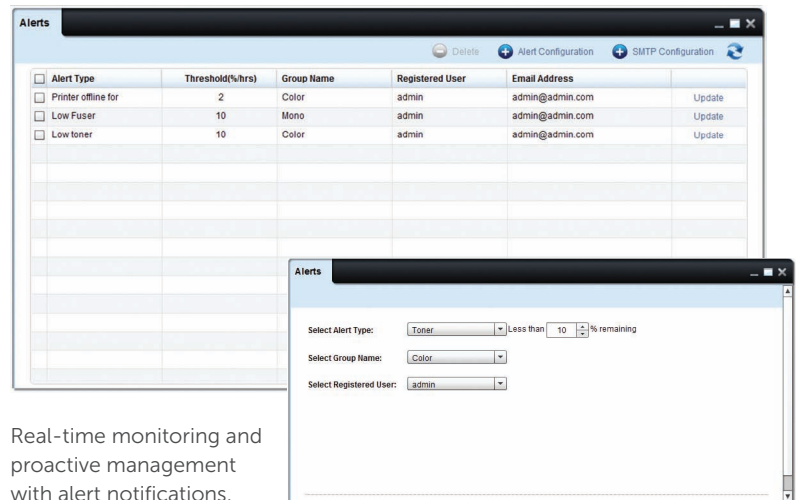 Alerts
Delete Alert Configuration SMTP Configuration
Alert Type Threshold(%/hrs) Group Name Registered User Email Address
Printer offline for 2 Color admin admin@admin.com Update
Low Fuser 10 Mono admin admin@admin.com Update
Low toner 10 Color admin admin@admin.com Update
Alerts
Select Alert Type: Toner Less than 10 % remaining
Select Group Name: Color
Select Registered User: admin
Real-time monitoring and
proactive management
with alert notifications.